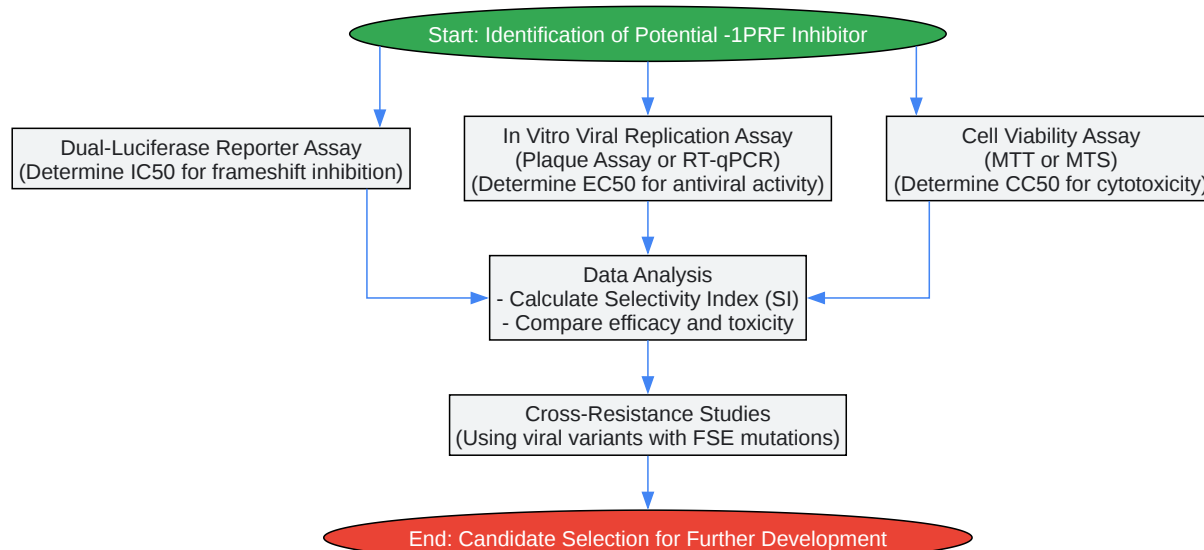 Start: Identification of Potential -1PRF Inhibitor
Dual-Luciferase Reporter Assay
(Determine IC50 for frameshift inhibition)
In Vitro Viral Replication Assay
(Plaque Assay or RT-qPCR)
(Determine EC50 for antiviral activity)
Cell Viability Assay
(MTT or MTS)
(Determine CC50 for cytotoxicity)
Data Analysis
- Calculate Selectivity Index (SI)
- Compare efficacy and toxicity
Cross-Resistance Studies
(Using viral variants with FSE mutations)
End: Candidate Selection for Further Development